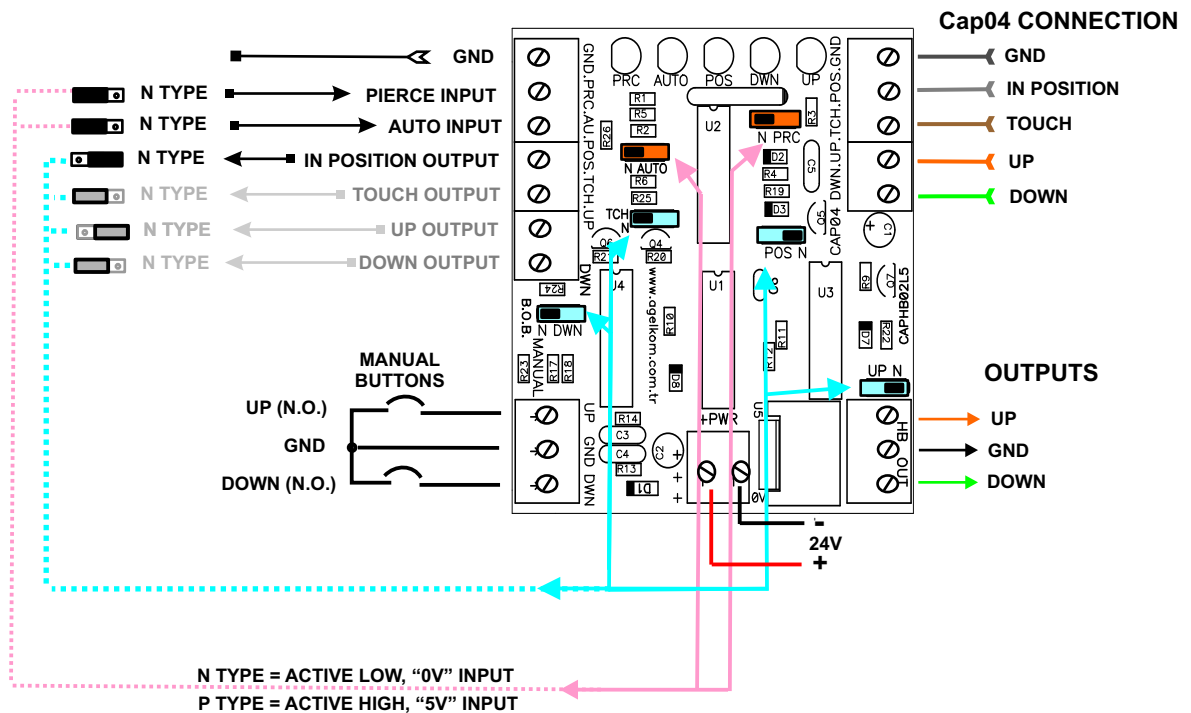 Cap04 CONNECTION
GND
N TYPE PIERCE INPUT
N TYPE AUTO INPUT
N TYPE IN POSITION OUTPUT
N TYPE TOUCH OUTPUT
N TYPE UP OUTPUT
N TYPE DOWN OUTPUT
GND.PRC.AU.POS.TCH.UP
DWN
PRC AUTO POS DWN UP
R1
R5
R2
R26
U2
R3
N PRC
N AUTO
D2
R4
C5
R6
R19
R25
D3
TCH
N
Q5
Q6
Q4
R21
R20
POS N
CAP04 DWN.UP.TCH.POS.GND
C1
GND
IN POSITION
TOUCH
UP
DOWN
R24
U4
www.agelkom.com.tr
U1
U3
R9
Q7
CAPHB02L5
B.O.B.
N DWN
R10
R11
R12
D7
R22
MANUAL
R23
R17
R18
D8
UP N
MANUAL
BUTTONS
UP (N.O.)
GND
DOWN (N.O.)
UP GND DWN
R14
C3
C4
R13
C2
D1
+PWR
+
+
+
0V
U5
HB OUT
OUTPUTS
UP
GND
DOWN
-
24V
+
N TYPE = ACTIVE LOW, “0V” INPUT
P TYPE = ACTIVE HIGH, “5V” INPUT